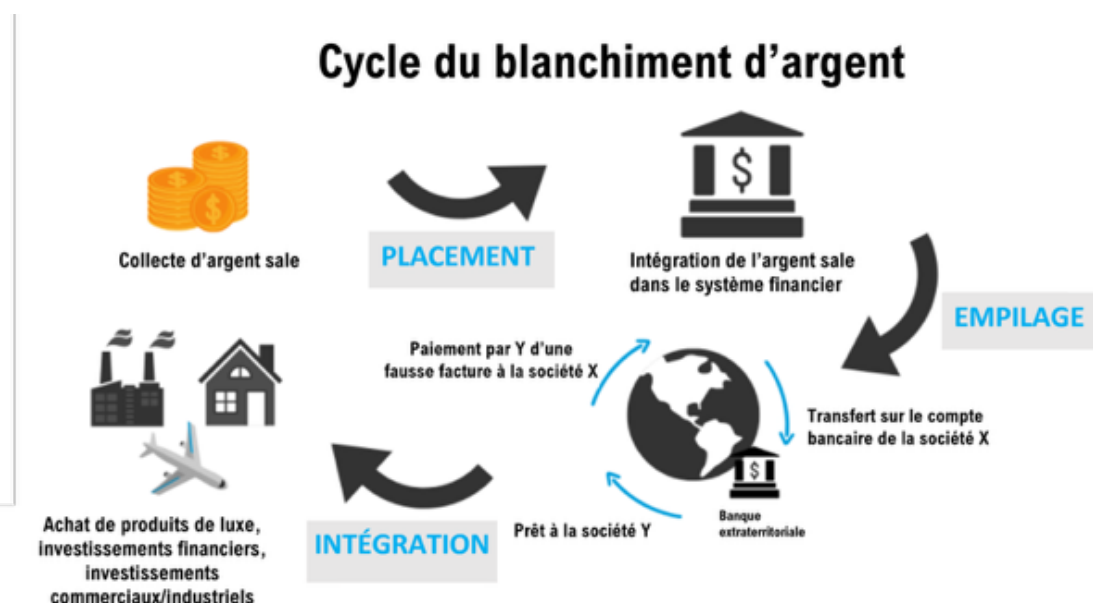 Cycle du blanchiment d'argent
Collecte d'argent sale
PLACEMENT
Intégration de l'argent sale
dans le système financier
EMPILAGE
Paiement par Y d'une
fausse facture à la société X
Transfert sur le compte
bancaire de la société X
Banque
extraterritoriale
Prêt à la société Y
INTÉGRATION
Achat de produits de luxe,
investissements financiers,
investissements
commerciaux/industriels